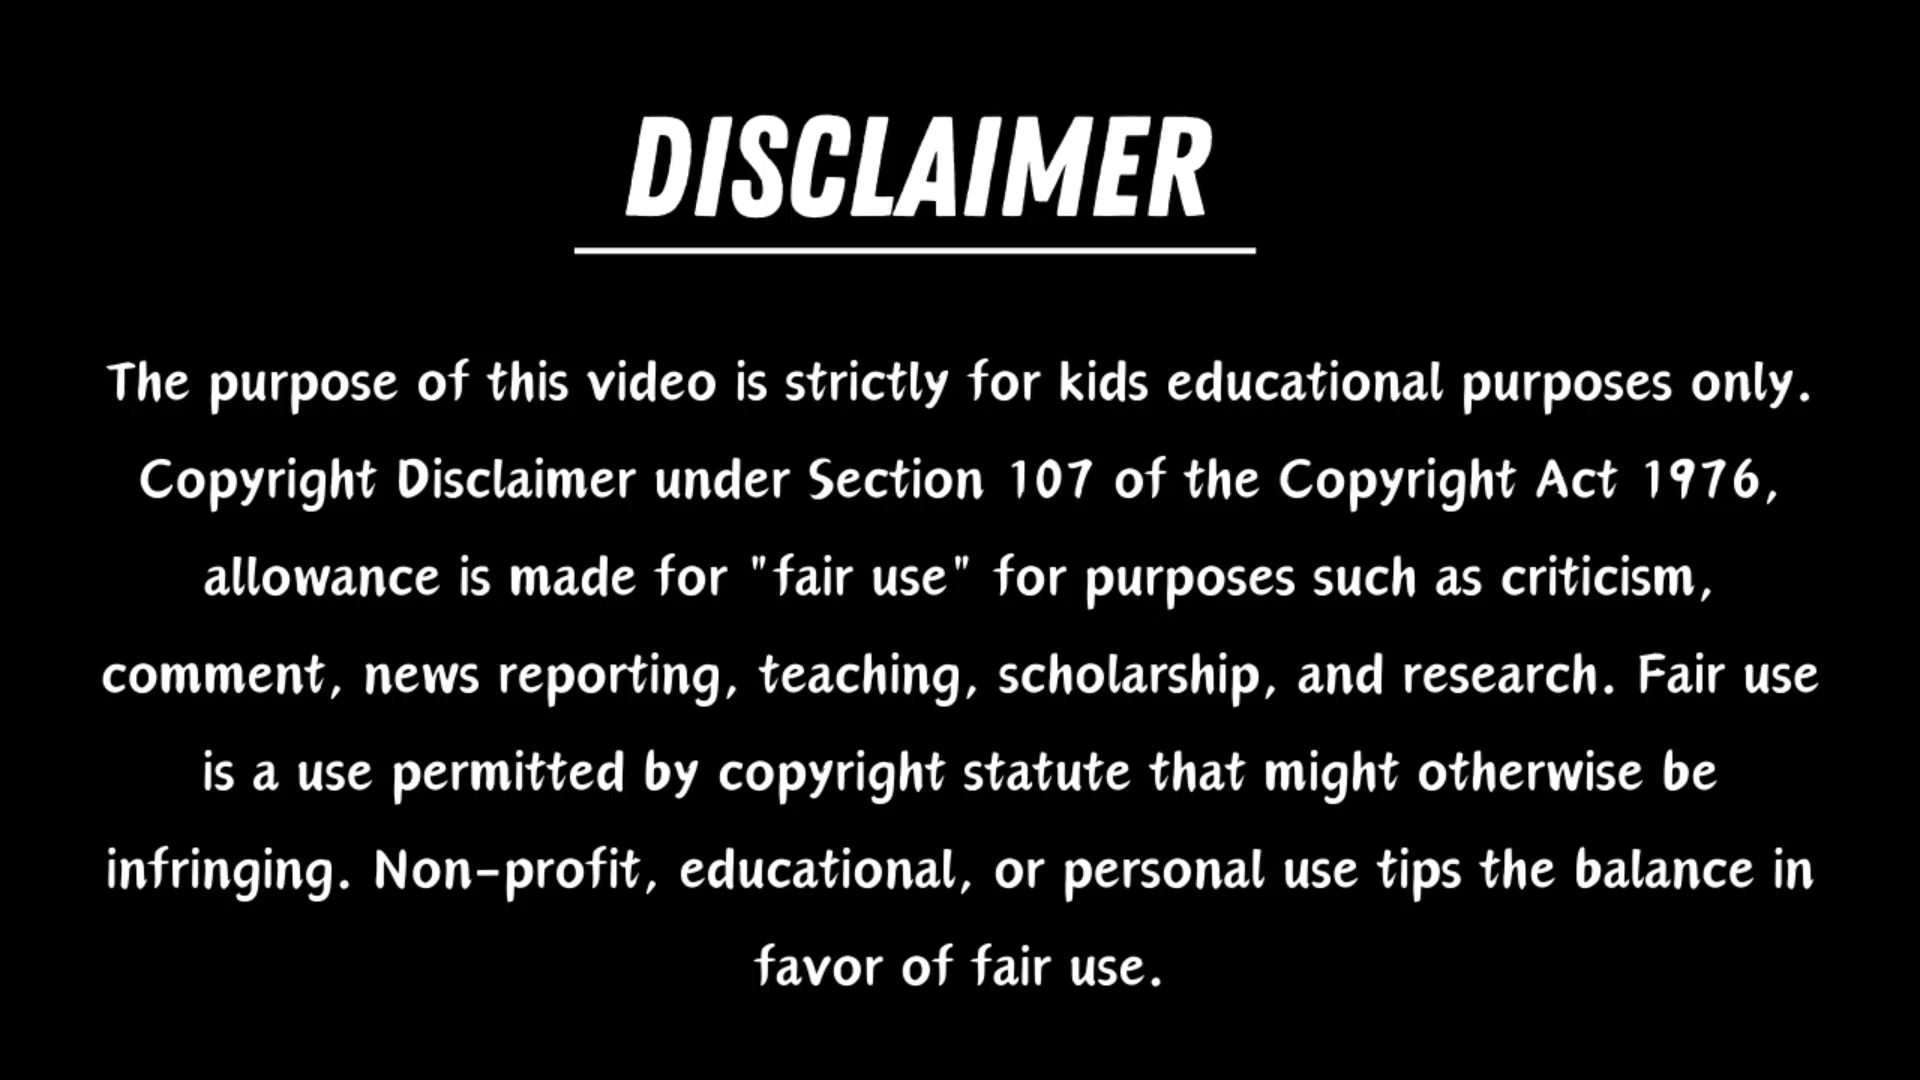 DISCLAIMER
The purpose of this video is strictly for kids educational purposes only.
Copyright Disclaimer under Section 107 of the Copyright Act 1976,
allowance is made for "fair use" for purposes such as criticism,
comment, news reporting, teaching, scholarship, and research. Fair use
is a use permitted by copyright statute that might otherwise be
infringing. Non-profit, educational, or personal use tips the balance in
favor of fair use.